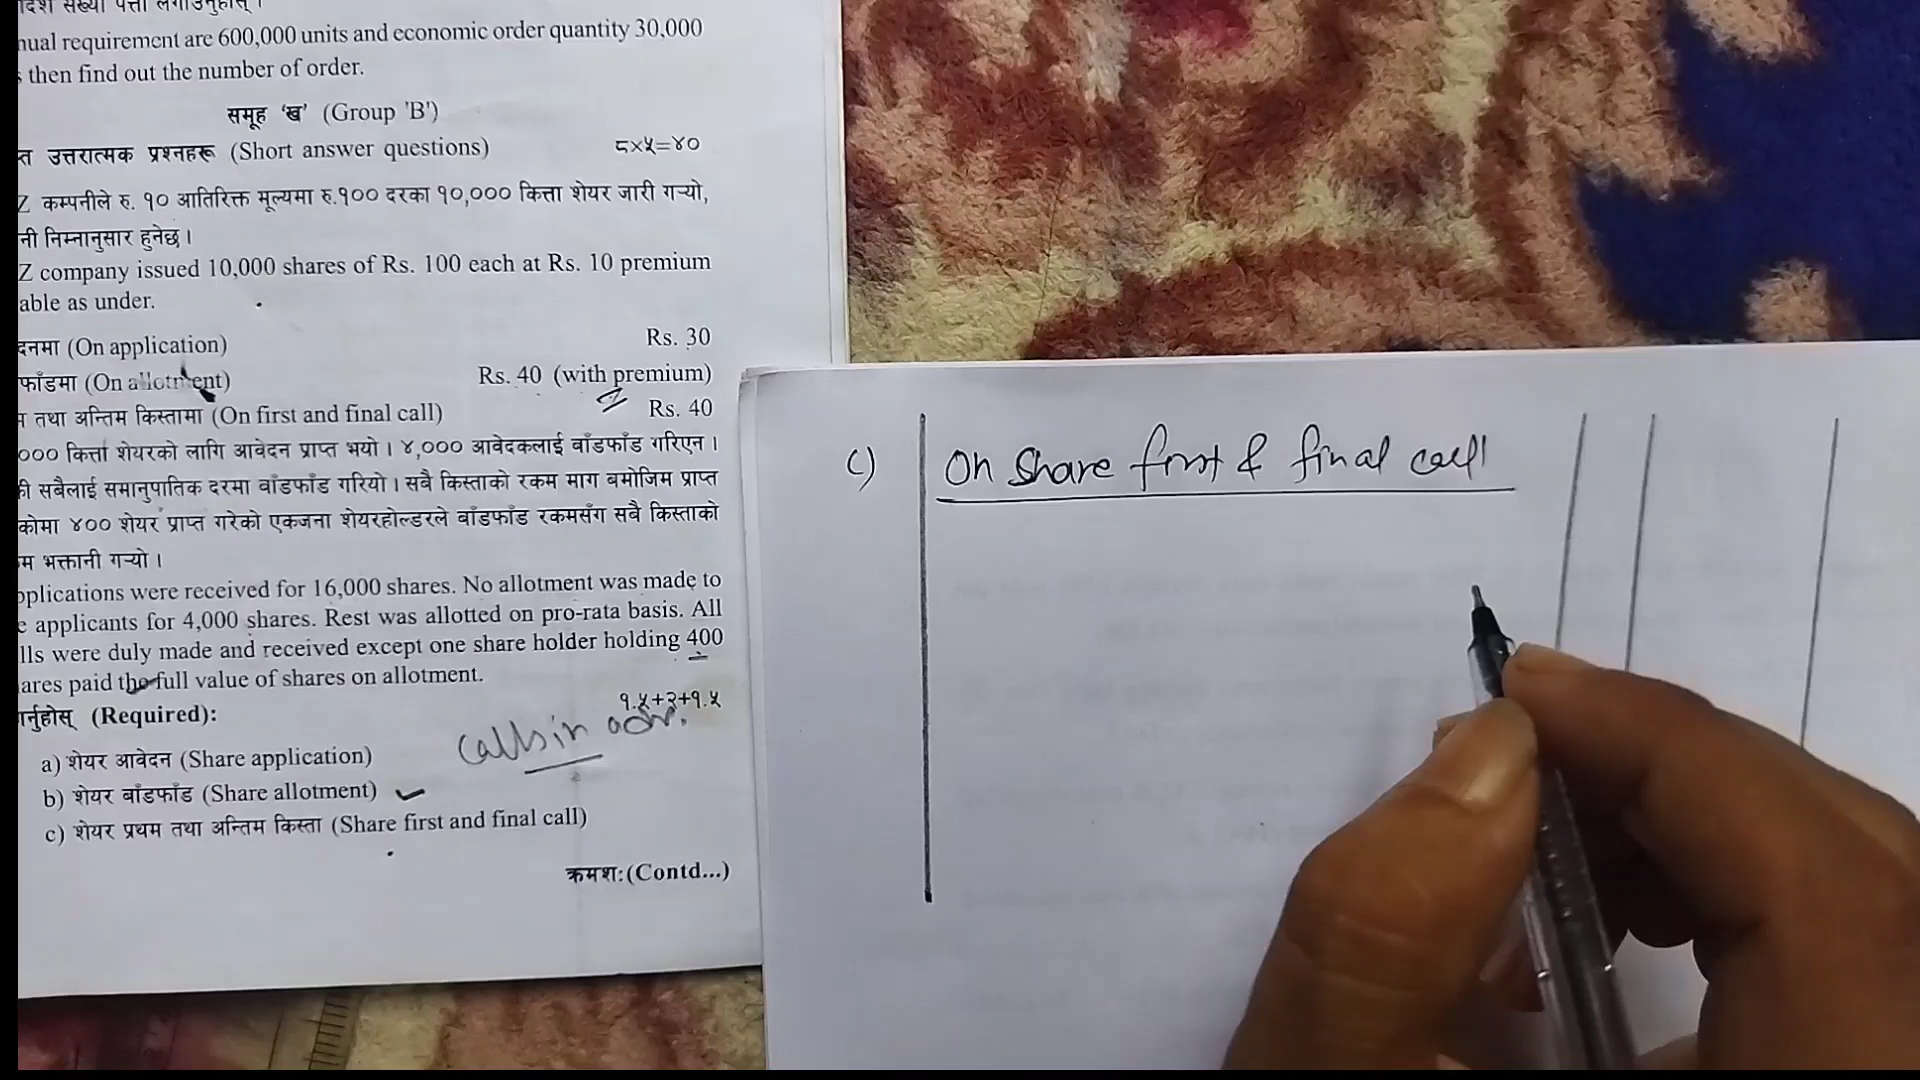 संख्या पत्ता लगाउनुहोस् ।
nual requirement are 600,000 units and economic order quantity 30,000
s then find out the number of order.
समूह 'ख' (Group 'B')
त उत्तरात्मक प्रश्नहरू (Short answer questions) ८×५=४०
Z कम्पनीले रु. १० आतिरिक्त मूल्यमा रु.१०० दरका १०,००० कित्ता शेयर जारी गर्‍यो,
नी निम्नानुसार हुनेछ ।
Z company issued 10,000 shares of Rs. 100 each at Rs. 10 premium
able as under.
दनमा (On application) Rs. 30
फाँडमा (On allotment) Rs. 40 (with premium)
म तथा अन्तिम किस्तामा (On first and final call) Rs. 40
००० कित्ता शेयरको लागि आवेदन प्राप्त भयो । ४,००० आवेदकलाई बाँडफाँड गरिएन ।
की सबैलाई समानुपातिक दरमा बाँडफाँड गरियो । सबै किस्ताको रकम माग बमोजिम प्राप्त
कोमा ४०० शेयर प्राप्त गरेको एकजना शेयरहोल्डरले बाँडफाँड रकमसँग सबै किस्ताको
म भुक्तानी गर्‍यो ।
pplications were received for 16,000 shares. No allotment was made to
e applicants for 4,000 shares. Rest was allotted on pro-rata basis. All
lls were duly made and received except one share holder holding 400
ares paid the full value of shares on allotment.
१.५+२+१.५
गर्नुहोस् (Required):
calls in adv.
a) शेयर आवेदन (Share application)
b) शेयर बाँडफाँड (Share allotment)
c) शेयर प्रथम तथा अन्तिम किस्ता (Share first and final call)
क्रमश:(Contd...)
c) On Share first & final call